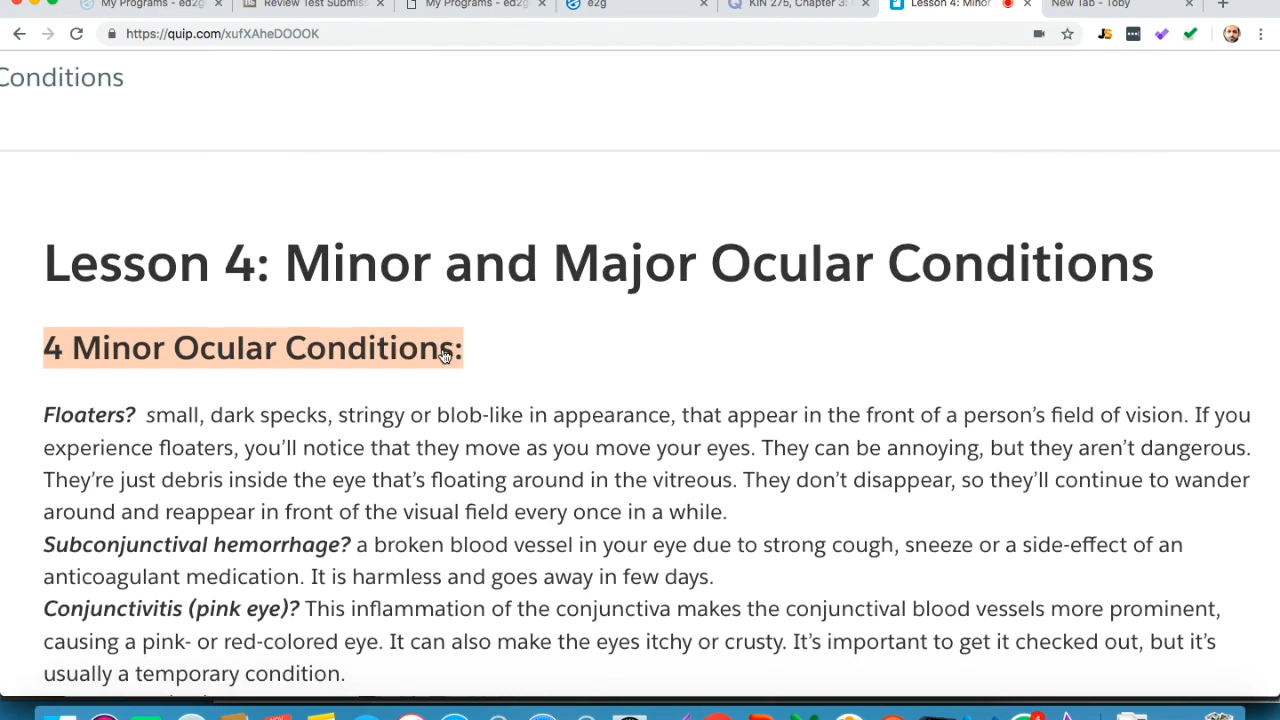 My Programs - ed2g
Review Test Submiss
My Programs - ed2g
e2g
KIN 275, Chapter 3:
Lesson 4: Minor
New Tab - Toby
https://quip.com/xufXAheDOOOK
JS
Conditions
Lesson 4: Minor and Major Ocular Conditions
4 Minor Ocular Conditions:
Floaters? small, dark specks, stringy or blob-like in appearance, that appear in the front of a person’s field of vision. If you
experience floaters, you’ll notice that they move as you move your eyes. They can be annoying, but they aren’t dangerous.
They’re just debris inside the eye that’s floating around in the vitreous. They don’t disappear, so they’ll continue to wander
around and reappear in front of the visual field every once in a while.
Subconjunctival hemorrhage? a broken blood vessel in your eye due to strong cough, sneeze or a side-effect of an
anticoagulant medication. It is harmless and goes away in few days.
Conjunctivitis (pink eye)? This inflammation of the conjunctiva makes the conjunctival blood vessels more prominent,
causing a pink- or red-colored eye. It can also make the eyes itchy or crusty. It’s important to get it checked out, but it’s
usually a temporary condition.